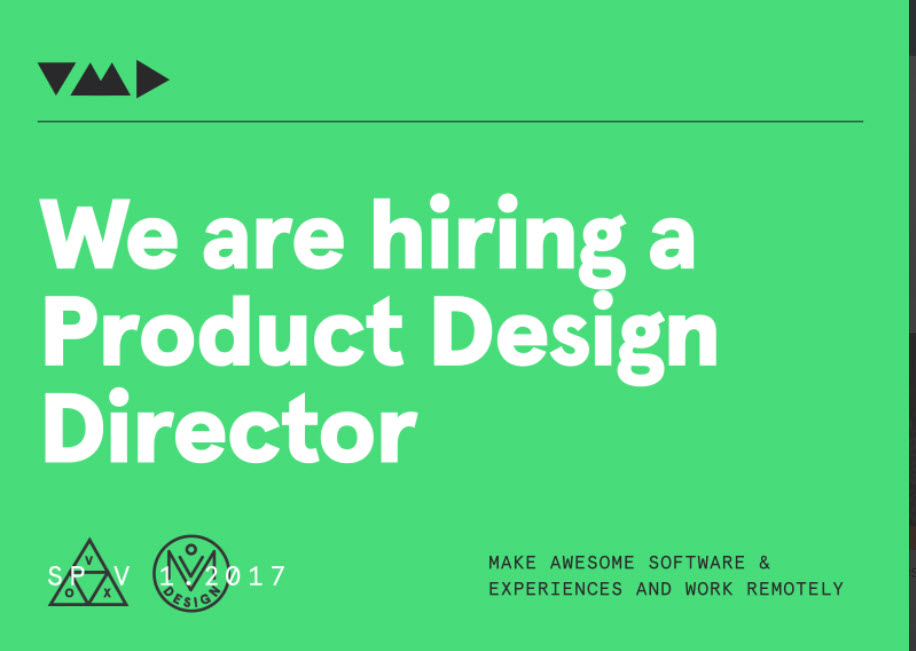 We are hiring a
Product Design
Director
SP V 1.2017
V
O X
DESIGN
MAKE AWESOME SOFTWARE &
EXPERIENCES AND WORK REMOTELY